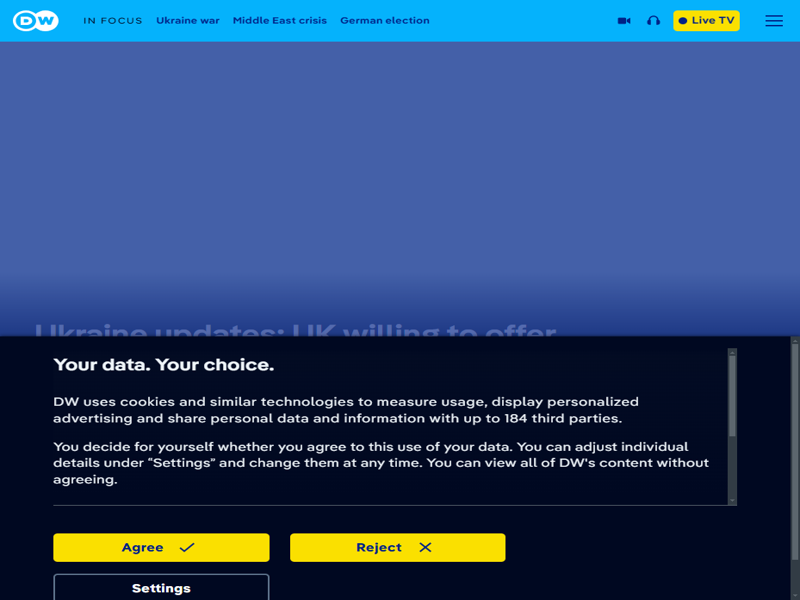 DW IN FOCUS Ukraine war Middle East crisis German election Live TV
Ukraine updates: UK willing to offer
Your data. Your choice.
DW uses cookies and similar technologies to measure usage, display personalized
advertising and share personal data and information with up to 184 third parties.
You decide for yourself whether you agree to this use of your data. You can adjust individual
details under "Settings" and change them at any time. You can view all of DW's content without
agreeing.
Agree Reject
Settings